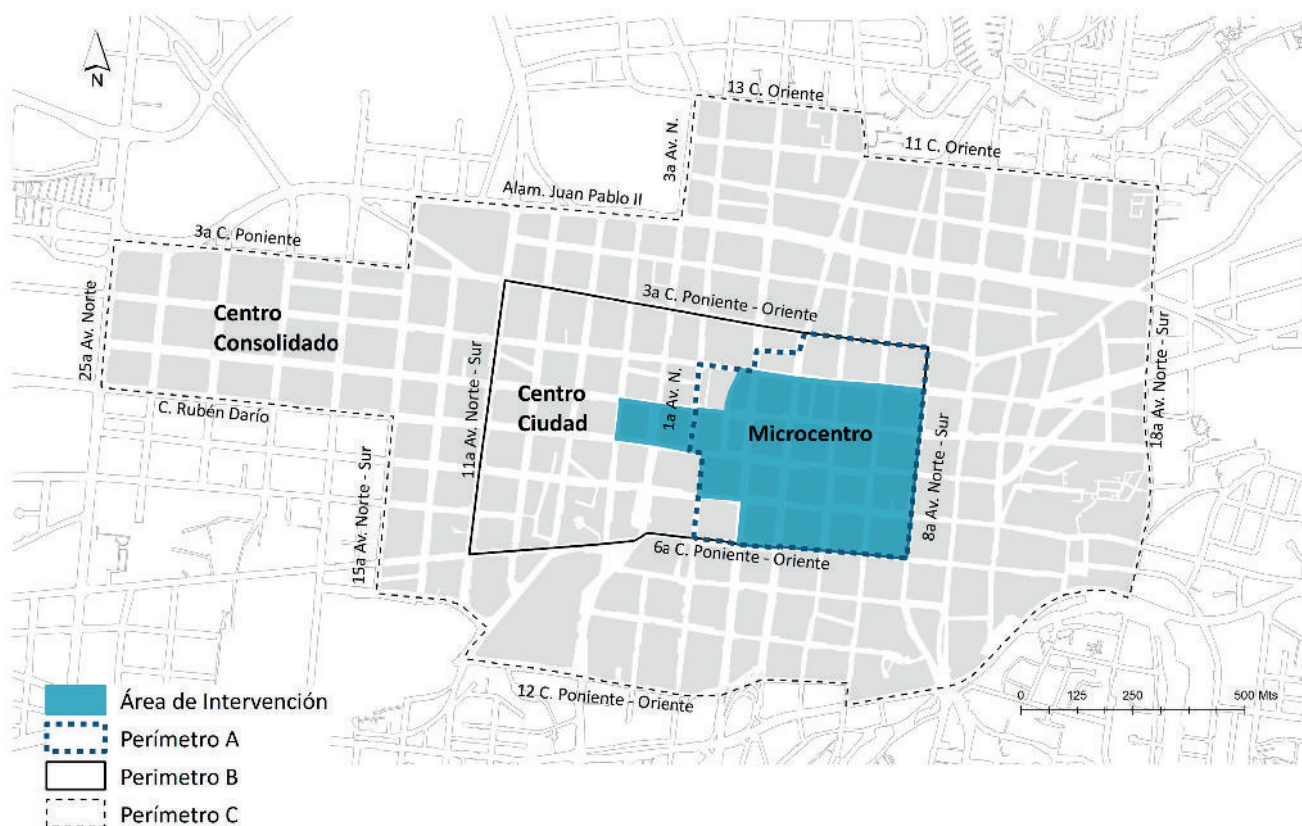 N
13 C. Oriente
11 C. Oriente
3a Av. N.
Alam. Juan Pablo II
3a C. Poniente
25a Av. Norte
Centro
Consolidado
3a C. Poniente - Oriente
11a Av. Norte - Sur
Centro
Ciudad
1a Av. N.
Microcentro
8a Av. Norte - Sur
18a Av. Norte - Sur
C. Rubén Darío
15a Av. Norte - Sur
6a C. Poniente - Oriente
12 C. Poniente - Oriente
0 125 250 500 Mts
Área de Intervención
Perímetro A
Perimetro B
Perímetro C